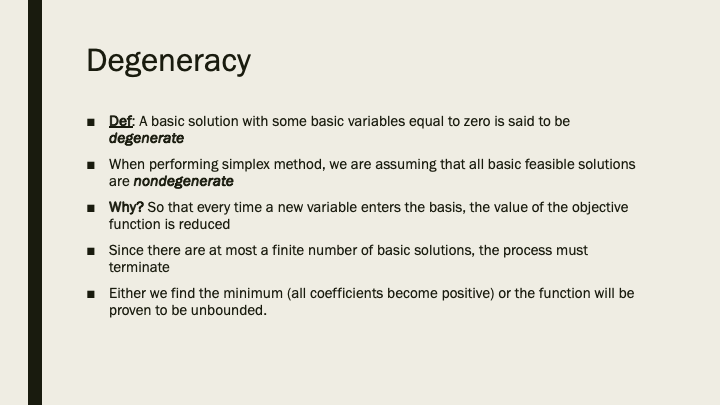 Degeneracy
■ Def: A basic solution with some basic variables equal to zero is said to be
degenerate
■ When performing simplex method, we are assuming that all basic feasible solutions
are nondegenerate
■ Why? So that every time a new variable enters the basis, the value of the objective
function is reduced
■ Since there are at most a finite number of basic solutions, the process must
terminate
■ Either we find the minimum (all coefficients become positive) or the function will be
proven to be unbounded.